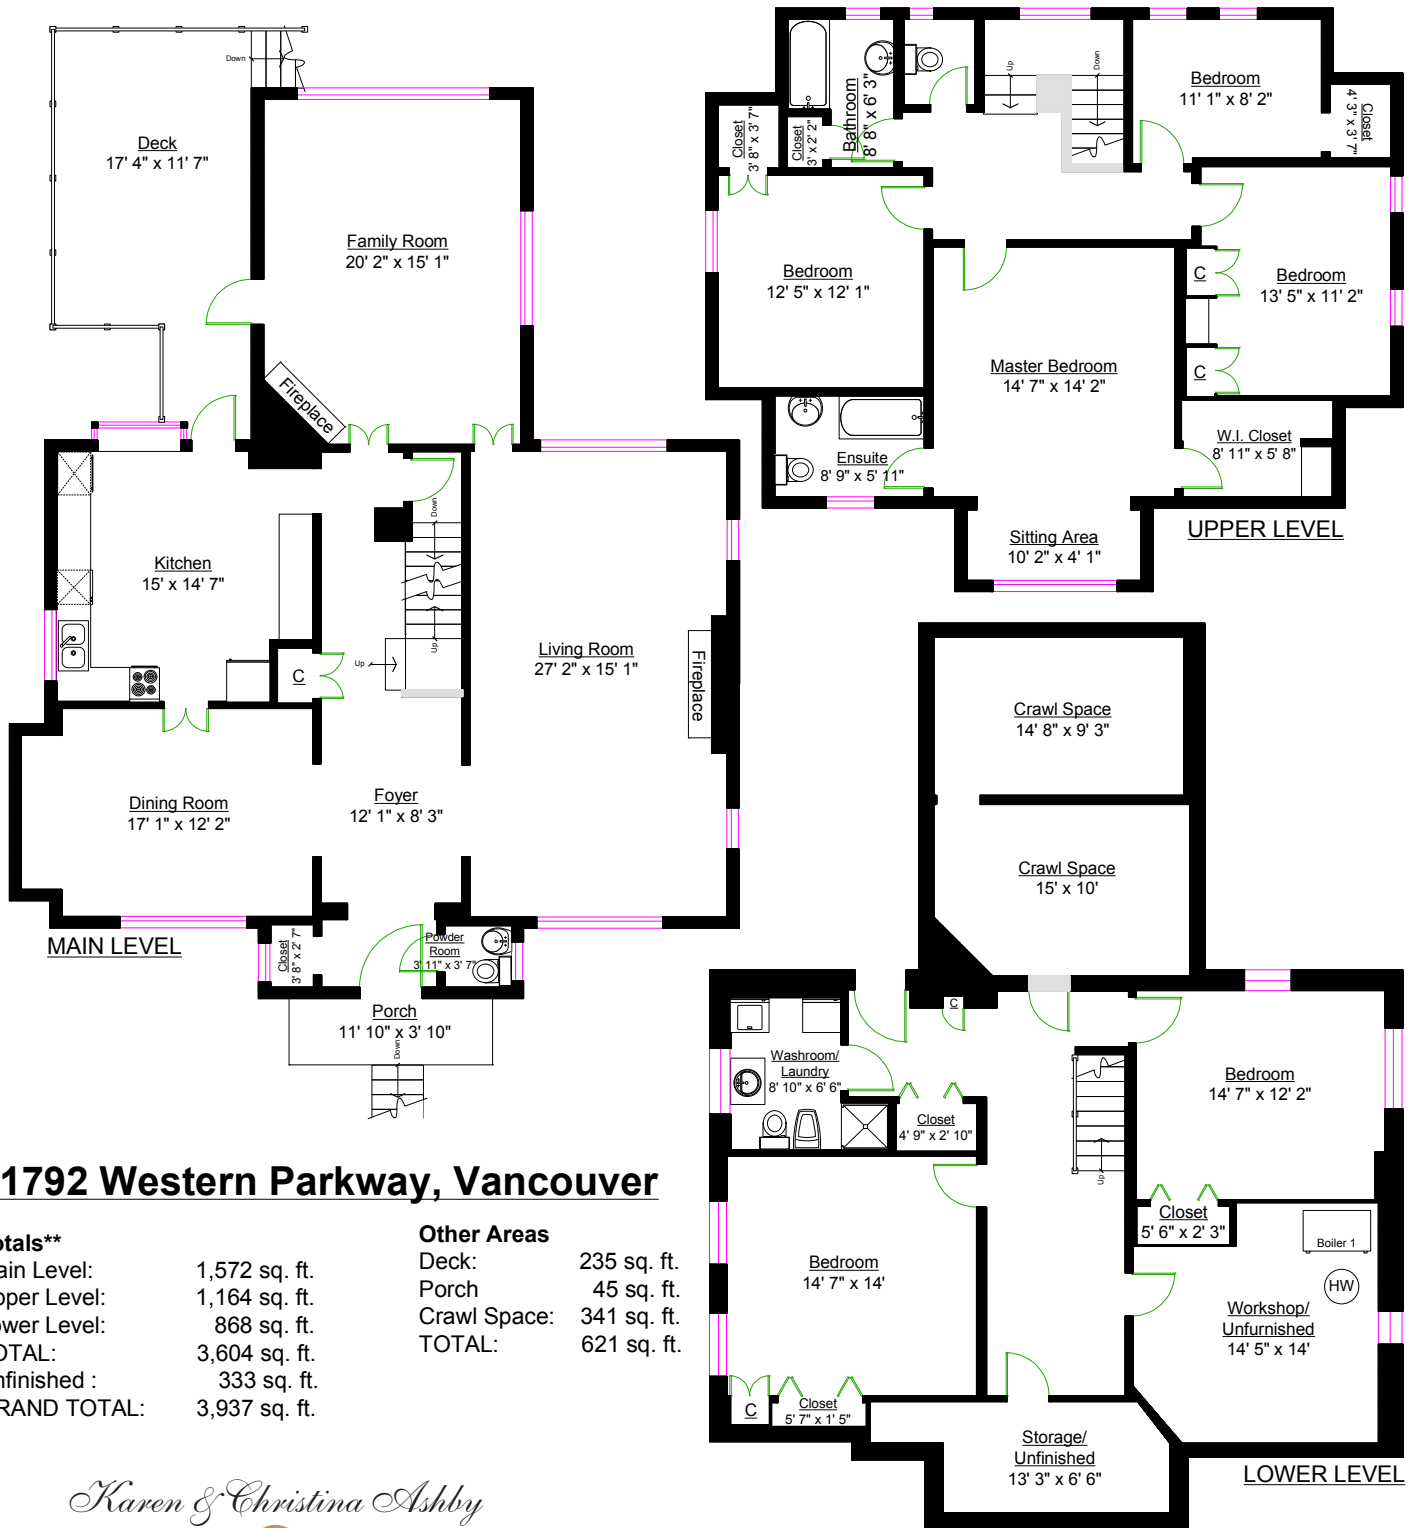 Down
Deck
17' 4" x 11' 7"
Family Room
20' 2" x 15' 1"
Fireplace
Kitchen
15' x 14' 7"
Down
Up
Up
C
Living Room
27' 2" x 15' 1"
Fireplace
Dining Room
17' 1" x 12' 2"
Foyer
12' 1" x 8' 3"
MAIN LEVEL
Closet
3' 8" x 2' 7"
Powder
Room
3' 11" x 3' 7"
Porch
11' 10" x 3' 10"
Down
Bathroom
8' 8" x 6' 3"
Closet
3' 8" x 3' 7"
Closet
3' x 2' 2"
Up
Down
Bedroom
11' 1" x 8' 2"
Closet
4' 3" x 3' 7"
Bedroom
12' 5" x 12' 1"
C
Bedroom
13' 5" x 11' 2"
C
Master Bedroom
14' 7" x 14' 2"
Ensuite
8' 9" x 5' 11"
W.I. Closet
8' 11" x 5' 8"
Sitting Area
10' 2" x 4' 1"
UPPER LEVEL
Crawl Space
14' 8" x 9' 3"
Crawl Space
15' x 10'
C
Washroom/
Laundry
8' 10" x 6' 6"
Closet
4' 9" x 2' 10"
Up
Bedroom
14' 7" x 12' 2"
Closet
5' 6" x 2' 3"
Boiler 1
HW
Bedroom
14' 7" x 14'
Workshop/
Unfurnished
14' 5" x 14'
C
Closet
5' 7" x 1' 5"
Storage/
Unfinished
13' 3" x 6' 6"
LOWER LEVEL
1792 Western Parkway, Vancouver
otals**
ain Level: 1,572 sq. ft.
pper Level: 1,164 sq. ft.
ower Level: 868 sq. ft.
OTAL: 3,604 sq. ft.
nfinished : 333 sq. ft.
RAND TOTAL: 3,937 sq. ft.
Other Areas
Deck: 235 sq. ft.
Porch 45 sq. ft.
Crawl Space: 341 sq. ft.
TOTAL: 621 sq. ft.
Karen & Christina Ashby